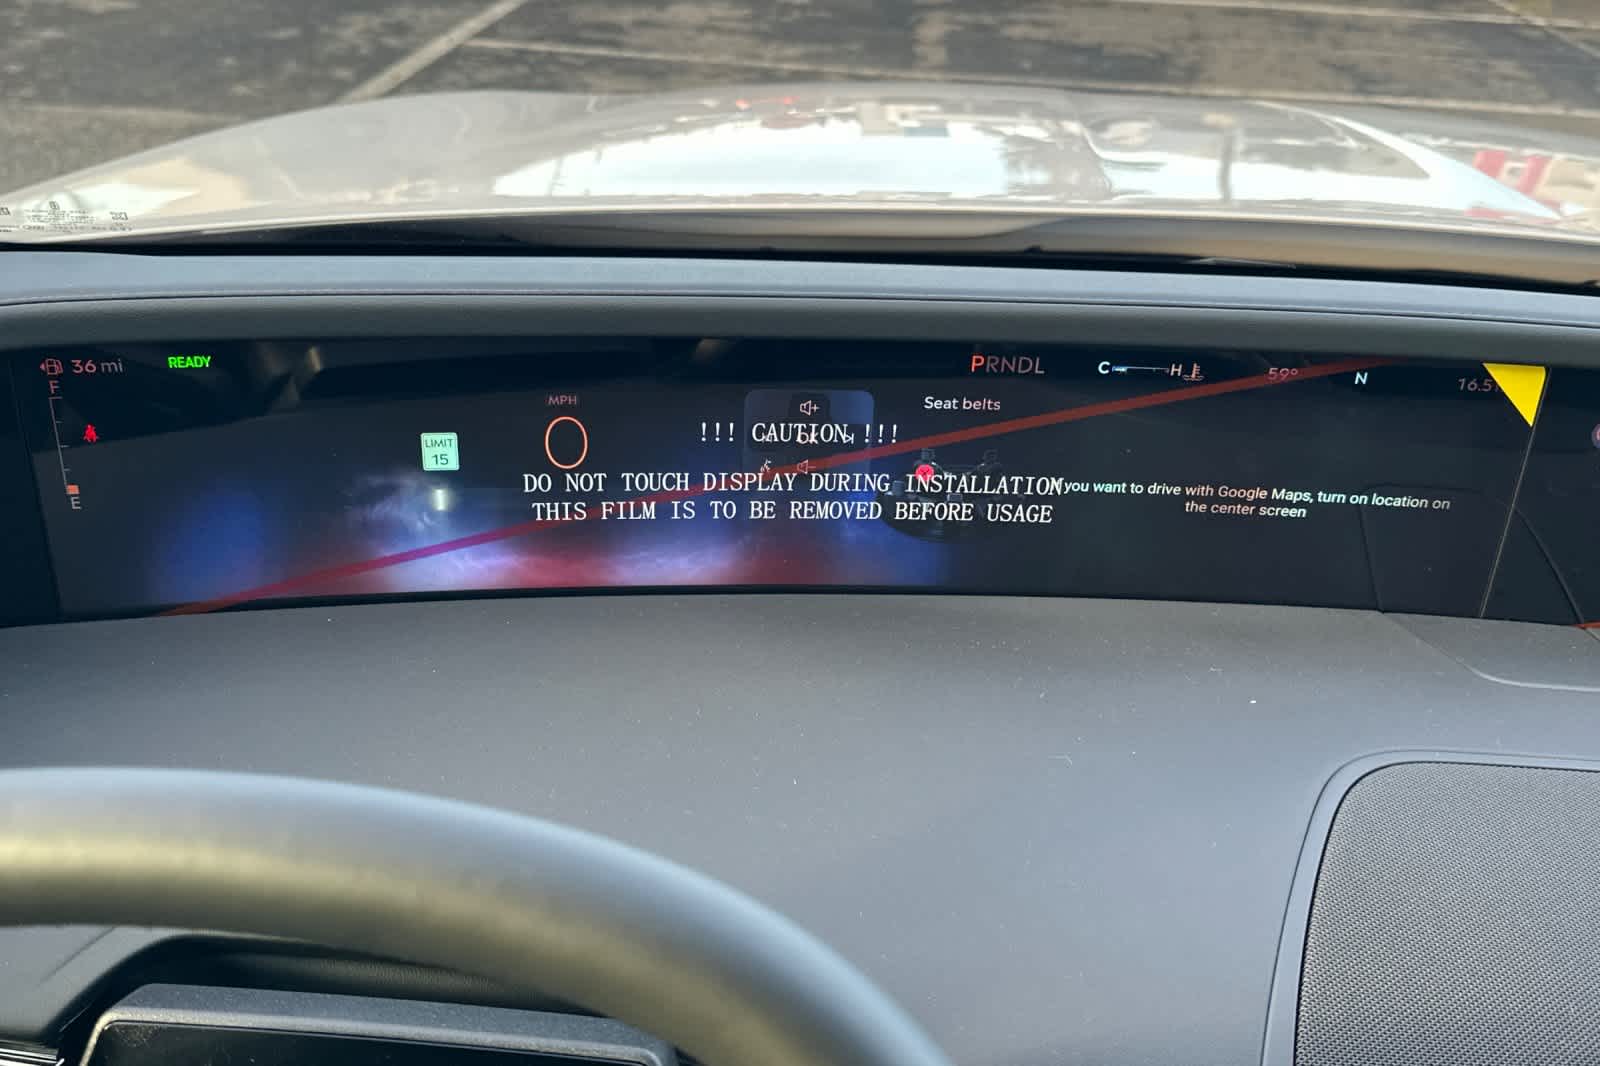 36 mi
READY
PRNDL
C
H
59°
N
16.5
F
E
LIMIT
15
MPH
0
Seat belts
!!! CAUTION !!!
OK
DO NOT TOUCH DISPLAY DURING INSTALLATION
THIS FILM IS TO BE REMOVED BEFORE USAGE
you want to drive with Google Maps, turn on location on
the center screen